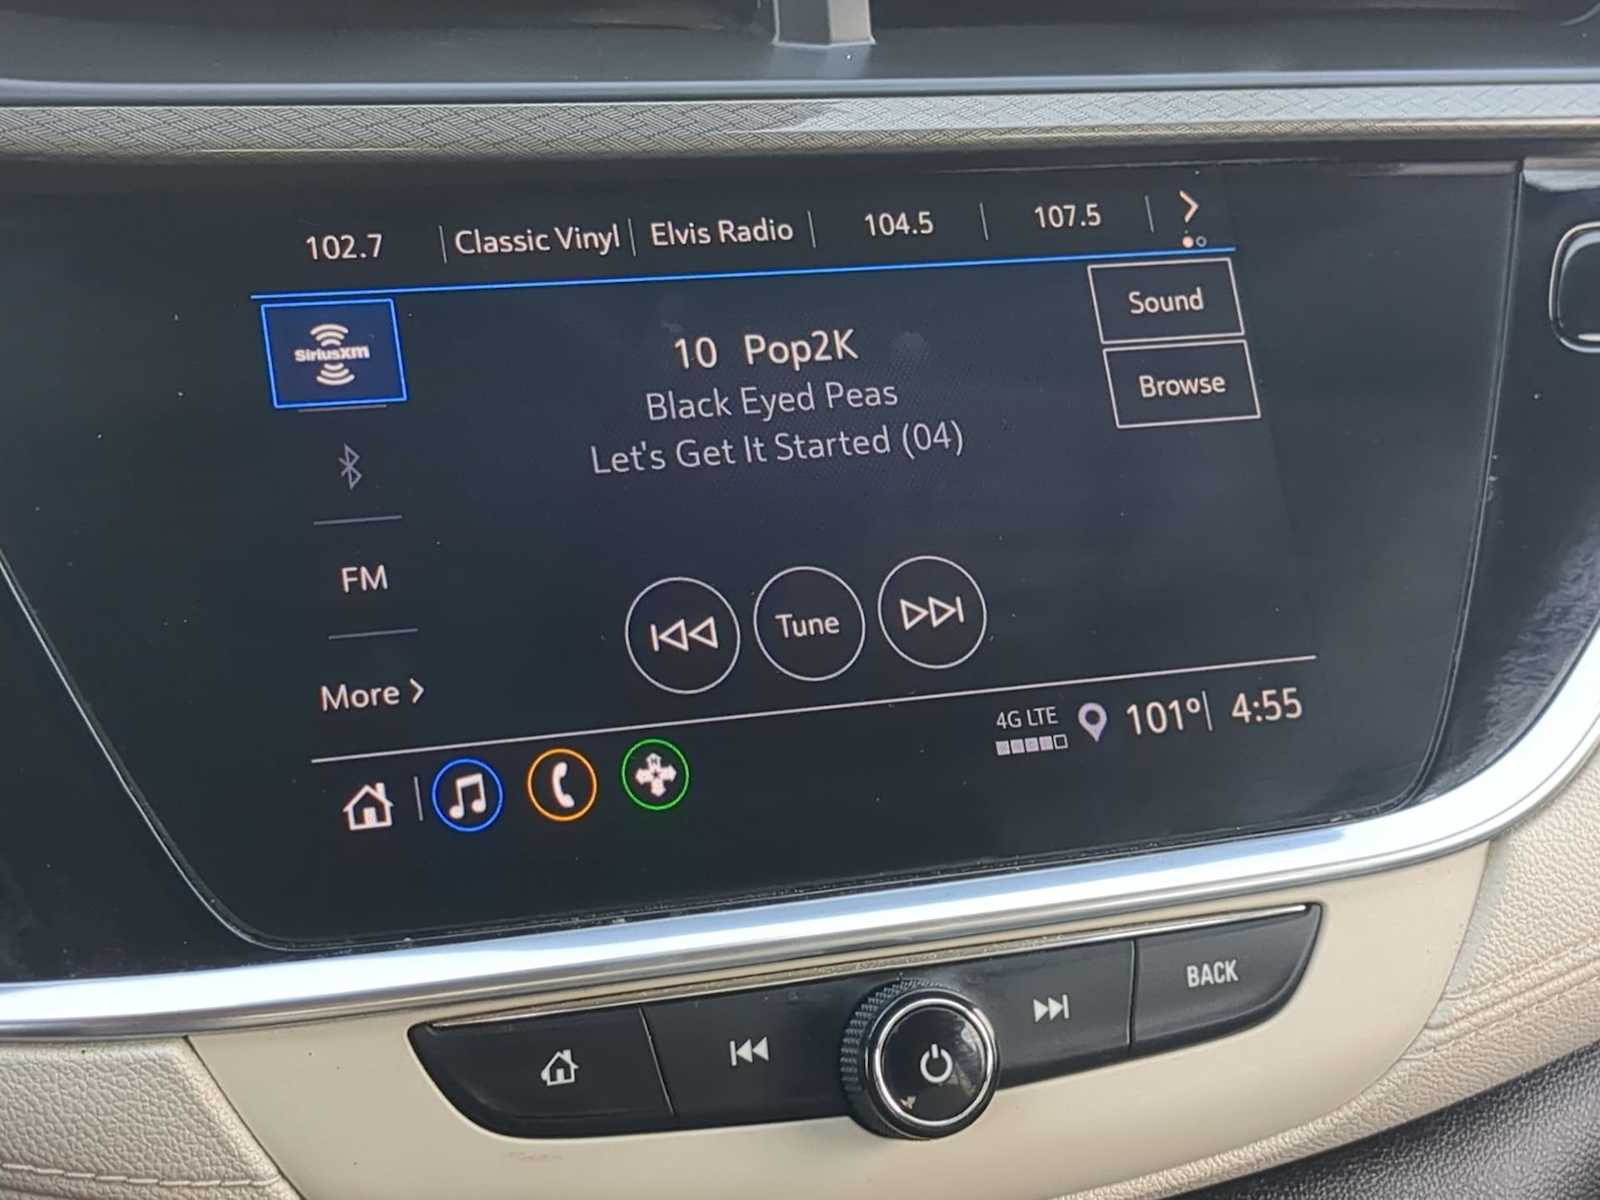 102.7 Classic Vinyl Elvis Radio 104.5 107.5
SiriusXM
10 Pop2K
Black Eyed Peas
Let's Get It Started (04)
Sound
Browse
FM
More
Tune
4G LTE
101° 4:55
BACK